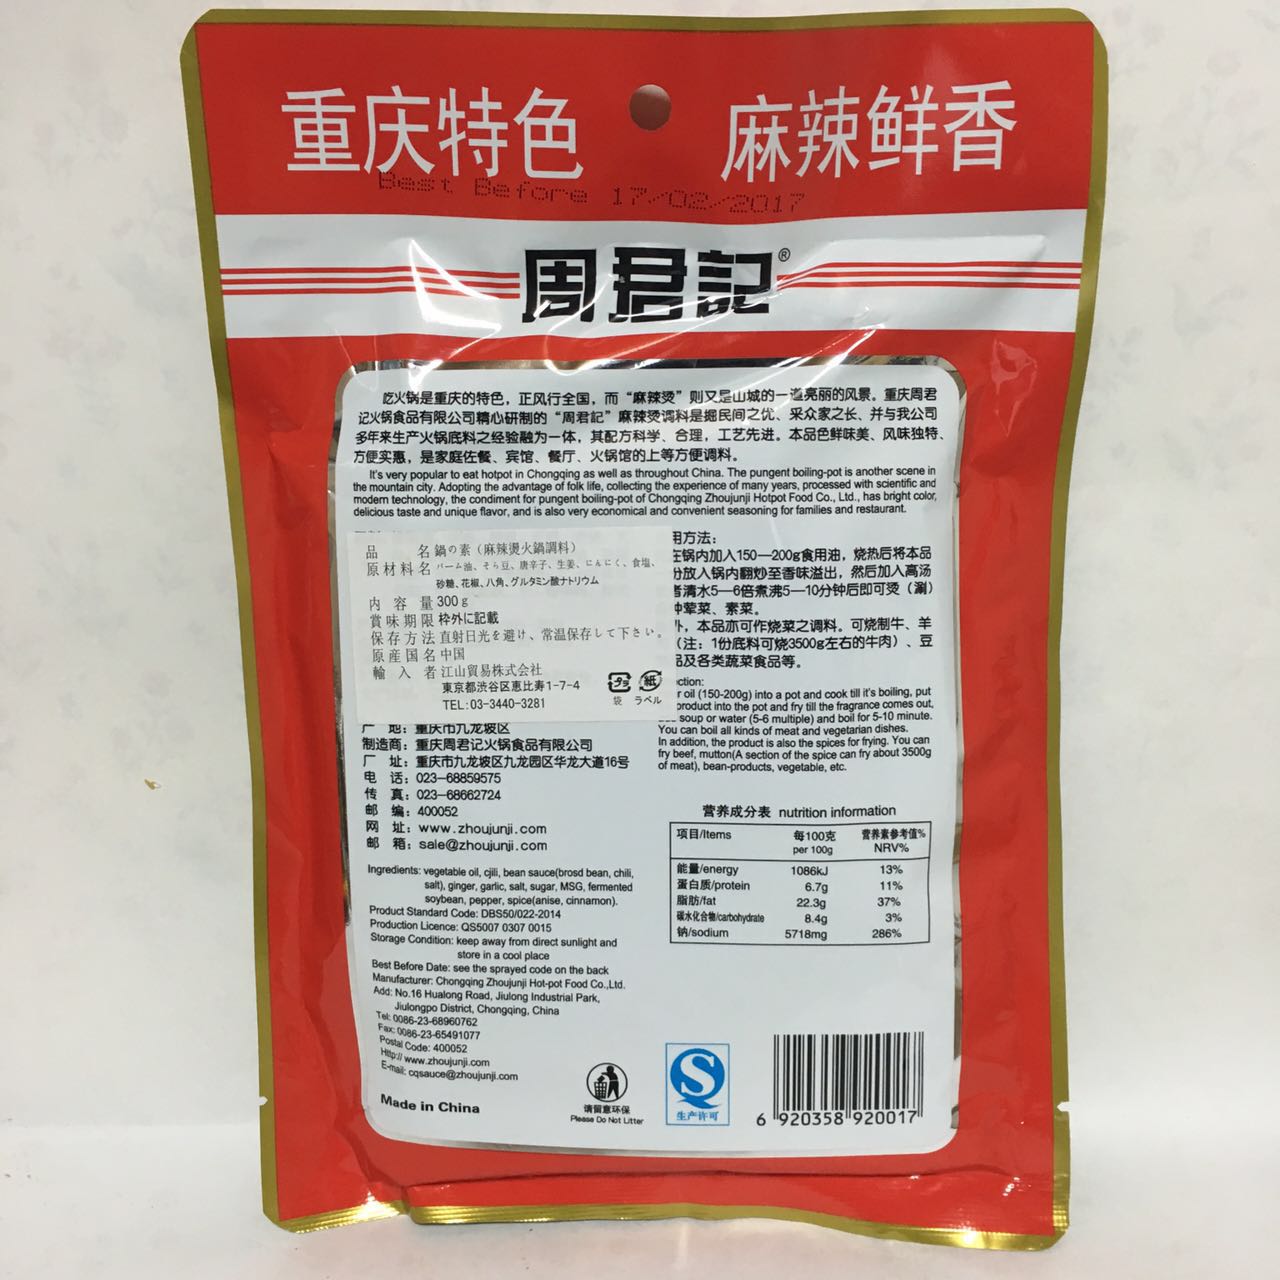 重庆特色 麻辣鲜香
Best Before 17/02/2017
周君記®
吃火锅是重庆的特色，正风行全国，而“麻辣烫”则又是山城的一道亮丽的风景。重庆周君
记火锅食品有限公司精心研制的“周君記”麻辣烫调料是掘民间之优、采众家之长、并与我公司
多年来生产火锅底料之经验融为一体，其配方科学、合理，工艺先进。本品色鲜味美、风味独特、
方便实惠，是家庭佐餐、宾馆、餐厅、火锅馆的上等方便调料。
It's very popular to eat hotpot in Chongqing as well as throughout China. The pungent boiling-pot is another scene in
the mountain city. Adopting the advantage of folk life, collecting the experience of many years, processed with scientific and
modern technology, the condiment for pungent boiling-pot of Chongqing Zhoujunji Hotpot Food Co., Ltd., has bright color,
delicious taste and unique flavor, and is also very economical and convenient seasoning for families and restaurant.
品 名 鍋の素（麻辣燙火鍋調料）
原材料名 パーム油、そら豆、唐辛子、生姜、にんにく、食塩、
砂糖、花椒、八角、グルタミン酸ナトリウム
内 容 量 300g
賞味期限 枠外に記載
保存方法 直射日光を避け、常温保存して下さい。
原産国名 中国
輸 入 者 江山貿易株式会社
東京都渋谷区恵比寿1-7-4
TEL:03-3440-3281
プラ 紙
袋 ラベル
产 地：重庆市九龙坡区
制造商：重庆周君记火锅食品有限公司
厂 址：重庆市九龙坡区九龙园区华龙大道16号
电 话：023—68859575
传 真：023—68662724
邮 编：400052
网 址：www.zhoujunji.com
邮 箱：sale@zhoujunji.com
Ingredients: vegetable oil, cjili, bean sauce(brosd bean, chili,
salt), ginger, garlic, salt, sugar, MSG, fermented
soybean, pepper, spice(anise, cinnamon).
Product Standard Code: DBS50/022-2014
Production Licence: QS5007 0307 0015
Storage Condition: keep away from direct sunlight and
store in a cool place
Best Before Date: see the sprayed code on the back
Manufacturer: Chongqing Zhoujunji Hot-pot Food Co.,Ltd.
Add: No.16 Hualong Road, Jiulong Industrial Park,
Jiulongpo District, Chongqing, China
Tel: 0086-23-68960762
Fax: 0086-23-65491077
Postal Code: 400052
Http:// www.zhoujunji.com
E-mail: cqsauce@zhoujunji.com
Made in China
用方法：
在锅内加入150—200g食用油，烧热后将本品
分放入锅内翻炒至香味溢出，然后加入高汤
者清水5—6倍煮沸5—10分钟后即可烫（涮）
种荤菜、素菜。
外，本品亦可作烧菜之调料。可烧制牛、羊
（注：1份底料可烧3500g左右的牛肉）、豆
品及各类蔬菜食品等。
ction:
r oil (150-200g) into a pot and cook till it's boiling, put
product into the pot and fry till the fragrance comes out,
soup or water (5-6 multiple) and boil for 5-10 minute.
You can boil all kinds of meat and vegetarian dishes.
In addition, the product is also the spices for frying. You can
fry beef, mutton(A section of the spice can fry about 3500g
of meat), bean-products, vegetable, etc.
营养成分表 nutrition information
项目/Items 每100克 营养素参考值%
per 100g NRV%
能量/energy 1086kJ 13%
蛋白质/protein 6.7g 11%
脂肪/fat 22.3g 37%
碳水化合物/carbohydrate 8.4g 3%
钠/sodium 5718mg 286%
请留意环保
Please Do Not Litter
生产许可
6 920358 920017